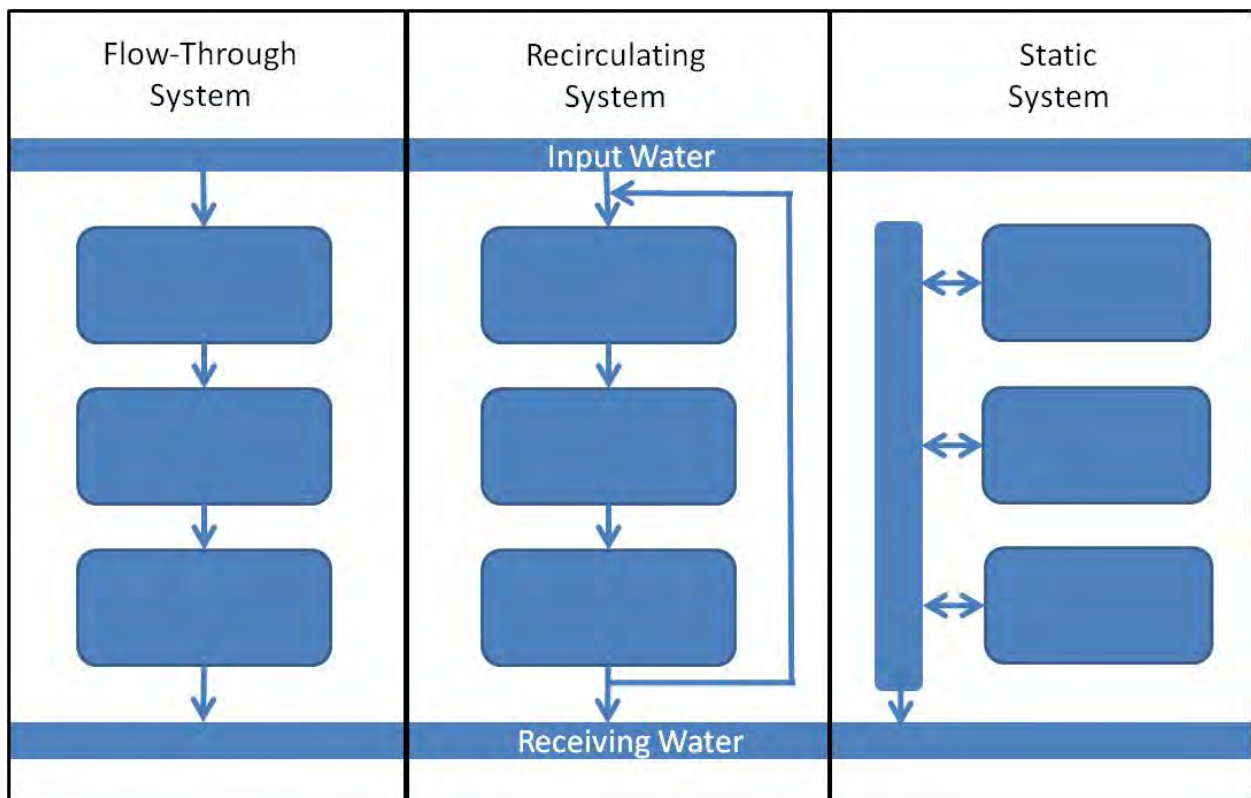 Flow-Through
System
Recirculating
System
Static
System
Input Water
Receiving Water